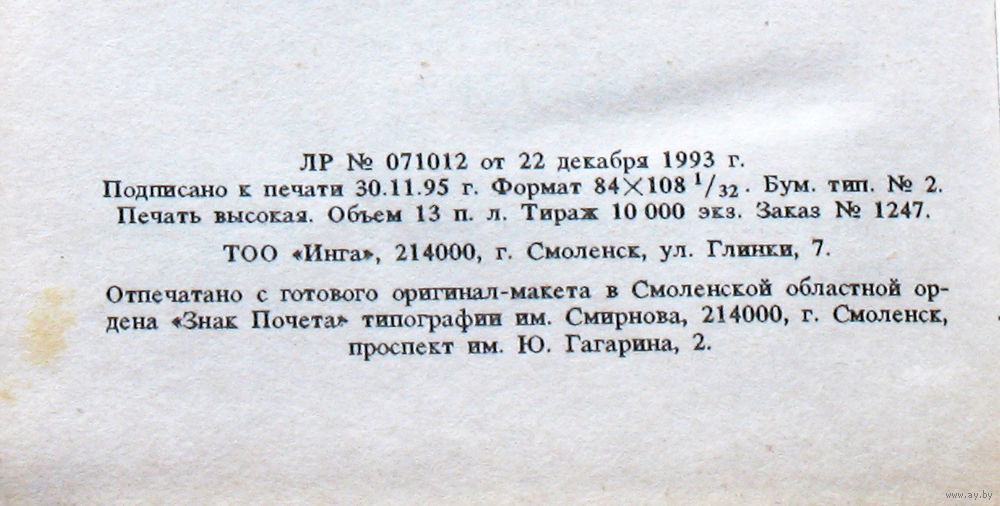 ЛР № 071012 от 22 декабря 1993 г.
Подписано к печати 30.11.95 г. Формат 84×108 1/32. Бум. тип. № 2.
Печать высокая. Объем 13 п. л. Тираж 10 000 экз. Заказ № 1247.
ТОО «Инга», 214000, г. Смоленск, ул. Глинки, 7.
Отпечатано с готового оригинал-макета в Смоленской областной ор-
дена «Знак Почета» типографии им. Смирнова, 214000, г. Смоленск,
проспект им. Ю. Гагарина, 2.
www.ay.by